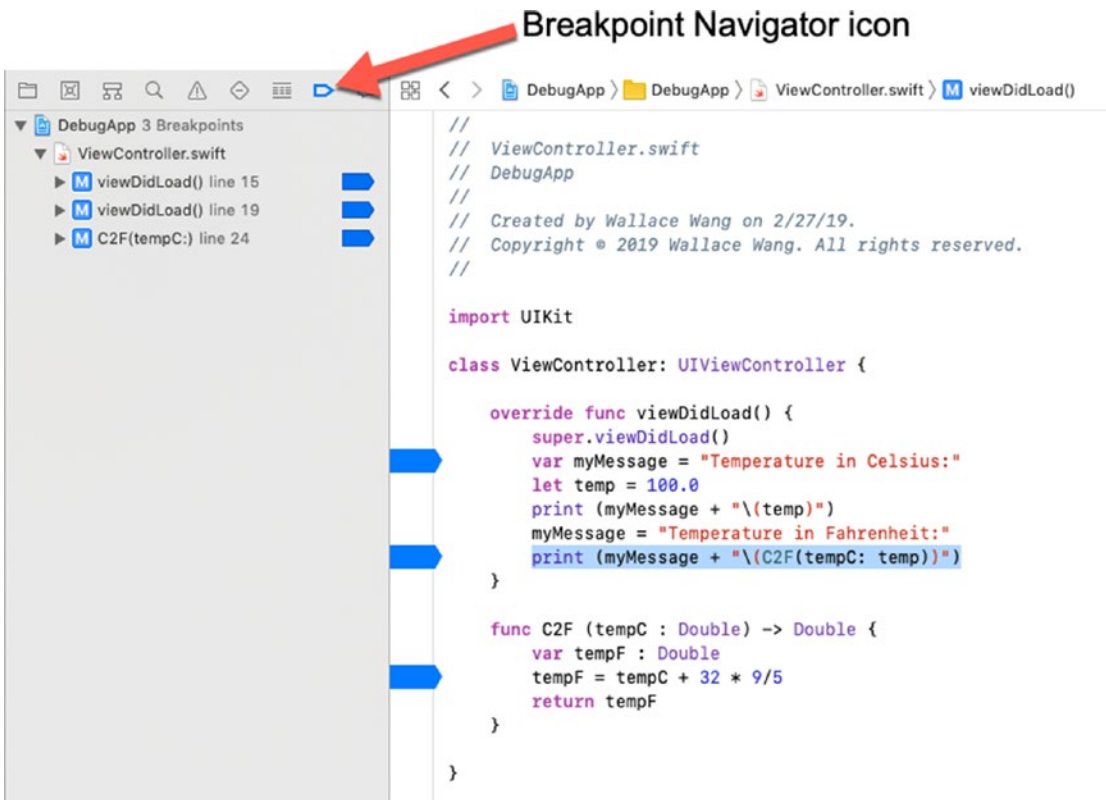 Breakpoint Navigator icon
DebugApp 〉 DebugApp 〉 ViewController.swift 〉 M viewDidLoad()
DebugApp 3 Breakpoints
ViewController.swift
M viewDidLoad() line 15
M viewDidLoad() line 19
M C2F(tempC:) line 24
//
// ViewController.swift
// DebugApp
//
// Created by Wallace Wang on 2/27/19.
// Copyright © 2019 Wallace Wang. All rights reserved.
//
import UIKit
class ViewController: UIViewController {
override func viewDidLoad() {
super.viewDidLoad()
var myMessage = "Temperature in Celsius:"
let temp = 100.0
print (myMessage + "\(temp)")
myMessage = "Temperature in Fahrenheit:"
print (myMessage + "\(C2F(tempC: temp))")
}
func C2F (tempC : Double) -> Double {
var tempF : Double
tempF = tempC + 32 * 9/5
return tempF
}
}